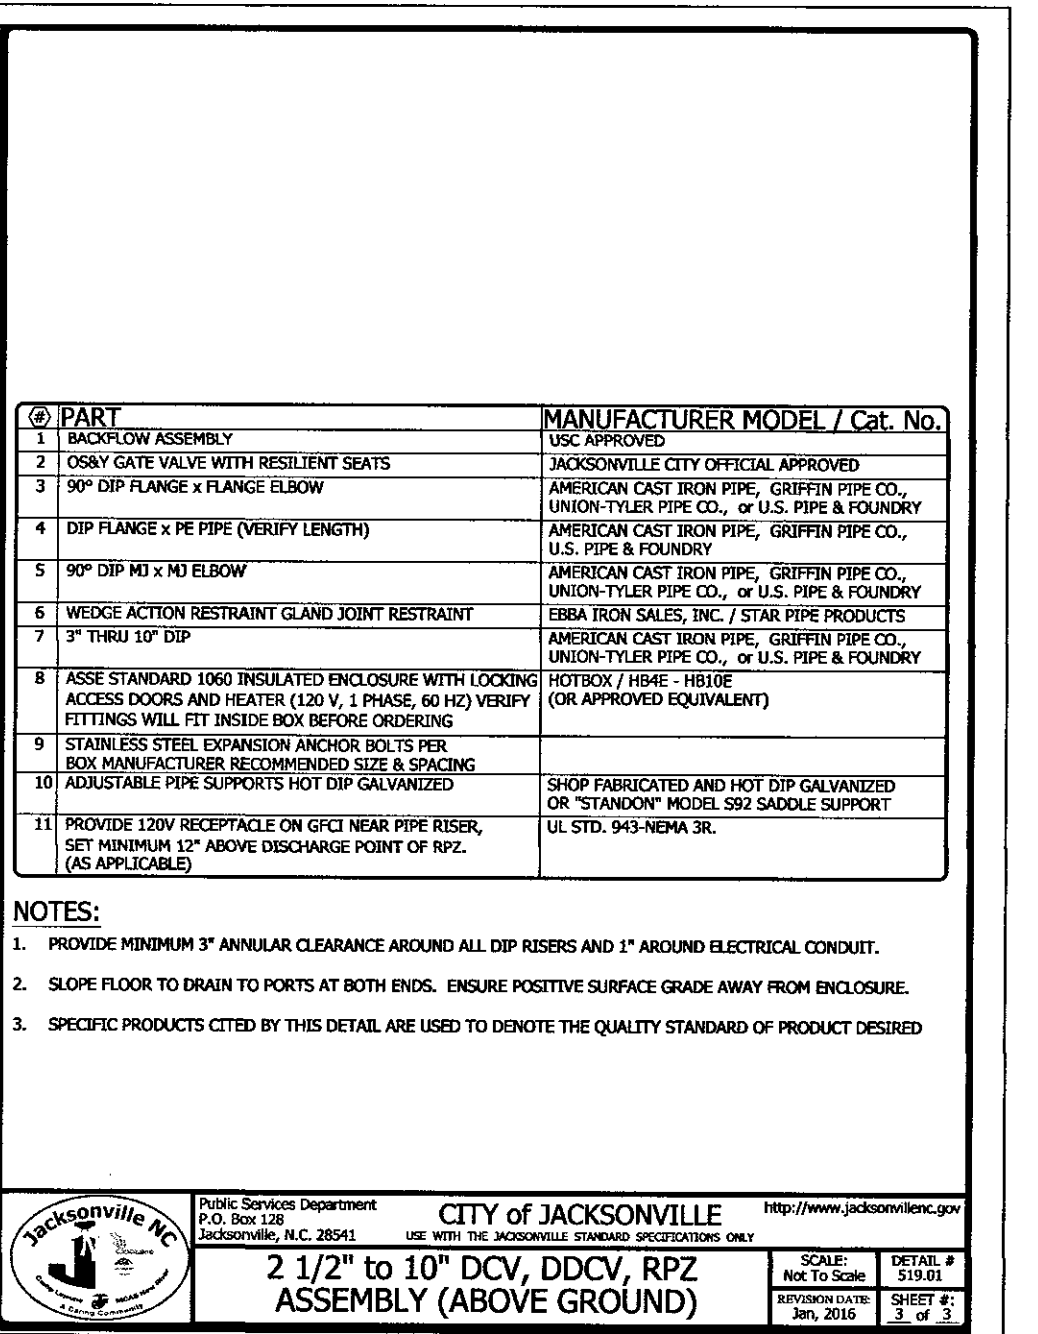 # PART MANUFACTURER MODEL / Cat. No.
1 BACKFLOW ASSEMBLY USC APPROVED
2 OS&Y GATE VALVE WITH RESILIENT SEATS JACKSONVILLE CITY OFFICIAL APPROVED
3 90° DIP FLANGE x FLANGE ELBOW AMERICAN CAST IRON PIPE, GRIFFIN PIPE CO.,
UNION-TYLER PIPE CO., or U.S. PIPE & FOUNDRY
4 DIP FLANGE x PE PIPE (VERIFY LENGTH) AMERICAN CAST IRON PIPE, GRIFFIN PIPE CO.,
U.S. PIPE & FOUNDRY
5 90° DIP MJ x MJ ELBOW AMERICAN CAST IRON PIPE, GRIFFIN PIPE CO.,
UNION-TYLER PIPE CO., or U.S. PIPE & FOUNDRY
6 WEDGE ACTION RESTRAINT GLAND JOINT RESTRAINT EBBA IRON SALES, INC. / STAR PIPE PRODUCTS
7 3" THRU 10" DIP AMERICAN CAST IRON PIPE, GRIFFIN PIPE CO.,
UNION-TYLER PIPE CO., or U.S. PIPE & FOUNDRY
8 ASSE STANDARD 1060 INSULATED ENCLOSURE WITH LOCKING HOTBOX / HB4E - HB10E
ACCESS DOORS AND HEATER (120 V, 1 PHASE, 60 HZ) VERIFY (OR APPROVED EQUIVALENT)
FITTINGS WILL FIT INSIDE BOX BEFORE ORDERING
9 STAINLESS STEEL EXPANSION ANCHOR BOLTS PER
BOX MANUFACTURER RECOMMENDED SIZE & SPACING
10 ADJUSTABLE PIPE SUPPORTS HOT DIP GALVANIZED SHOP FABRICATED AND HOT DIP GALVANIZED
OR "STANDON" MODEL S92 SADDLE SUPPORT
11 PROVIDE 120V RECEPTACLE ON GFCI NEAR PIPE RISER, UL STD. 943-NEMA 3R.
SET MINIMUM 12" ABOVE DISCHARGE POINT OF RPZ.
(AS APPLICABLE)
NOTES:
1. PROVIDE MINIMUM 3" ANNULAR CLEARANCE AROUND ALL DIP RISERS AND 1" AROUND ELECTRICAL CONDUIT.
2. SLOPE FLOOR TO DRAIN TO PORTS AT BOTH ENDS. ENSURE POSITIVE SURFACE GRADE AWAY FROM ENCLOSURE.
3. SPECIFIC PRODUCTS CITED BY THIS DETAIL ARE USED TO DENOTE THE QUALITY STANDARD OF PRODUCT DESIRED
Jacksonville NC
A Caring Community
Public Services Department
P.O. Box 128
Jacksonville, N.C. 28541
CITY of JACKSONVILLE
USE WITH THE JACKSONVILLE STANDARD SPECIFICATIONS ONLY
http://www.jacksonvillenc.gov
2 1/2" to 10" DCV, DDCV, RPZ
ASSEMBLY (ABOVE GROUND)
SCALE:
Not To Scale
DETAIL #
519.01
REVISION DATE:
Jan, 2016
SHEET #:
3 of 3